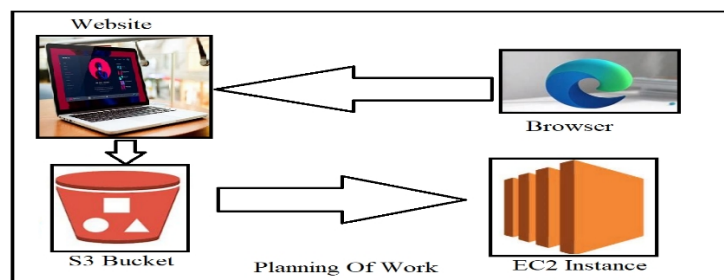 Website
Browser
S3 Bucket
Planning Of Work
EC2 Instance